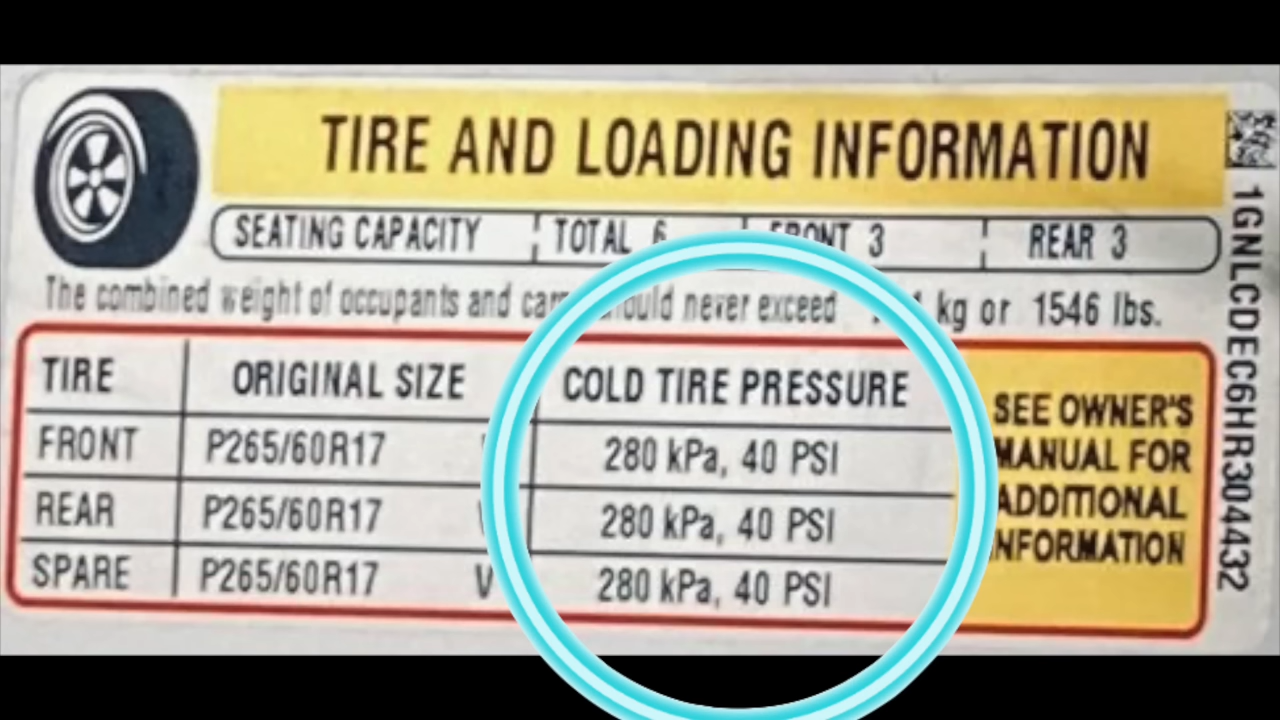 TIRE AND LOADING INFORMATION
SEATING CAPACITY TOTAL 6 FRONT 3 REAR 3
The combined weight of occupants and never exceed kg or 1546 lbs.
TIRE ORIGINAL SIZE COLD TIRE PRESSURE
FRONT P265/60R17 280 kPa, 40 PSI
REAR P265/60R17 280 kPa, 40 PSI
SPARE P265/60R17 V 280 kPa, 40 PSI
SEE OWNER'S
MANUAL FOR
ADDITIONAL
INFORMATION
1GNLCDEC6HR304432